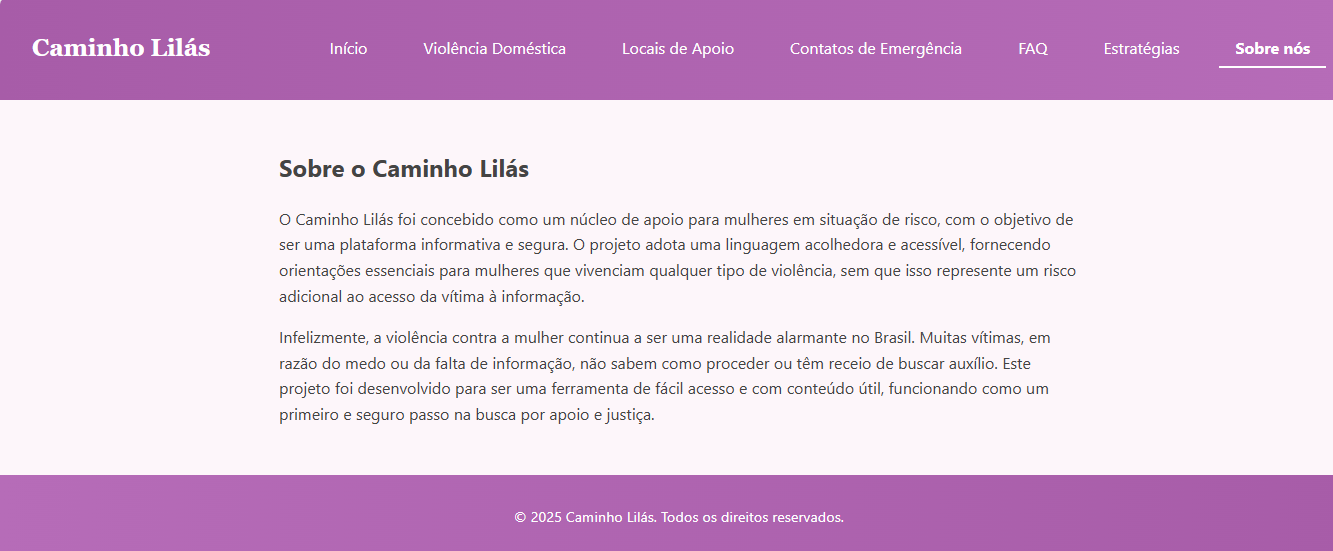 Caminho Lilás
Início Violência Doméstica Locais de Apoio Contatos de Emergência FAQ Estratégias Sobre nós
Sobre o Caminho Lilás
O Caminho Lilás foi concebido como um núcleo de apoio para mulheres em situação de risco, com o objetivo de
ser uma plataforma informativa e segura. O projeto adota uma linguagem acolhedora e acessível, fornecendo
orientações essenciais para mulheres que vivenciam qualquer tipo de violência, sem que isso represente um risco
adicional ao acesso da vítima à informação.
Infelizmente, a violência contra a mulher continua a ser uma realidade alarmante no Brasil. Muitas vítimas, em
razão do medo ou da falta de informação, não sabem como proceder ou têm receio de buscar auxílio. Este
projeto foi desenvolvido para ser uma ferramenta de fácil acesso e com conteúdo útil, funcionando como um
primeiro e seguro passo na busca por apoio e justiça.
© 2025 Caminho Lilás. Todos os direitos reservados.